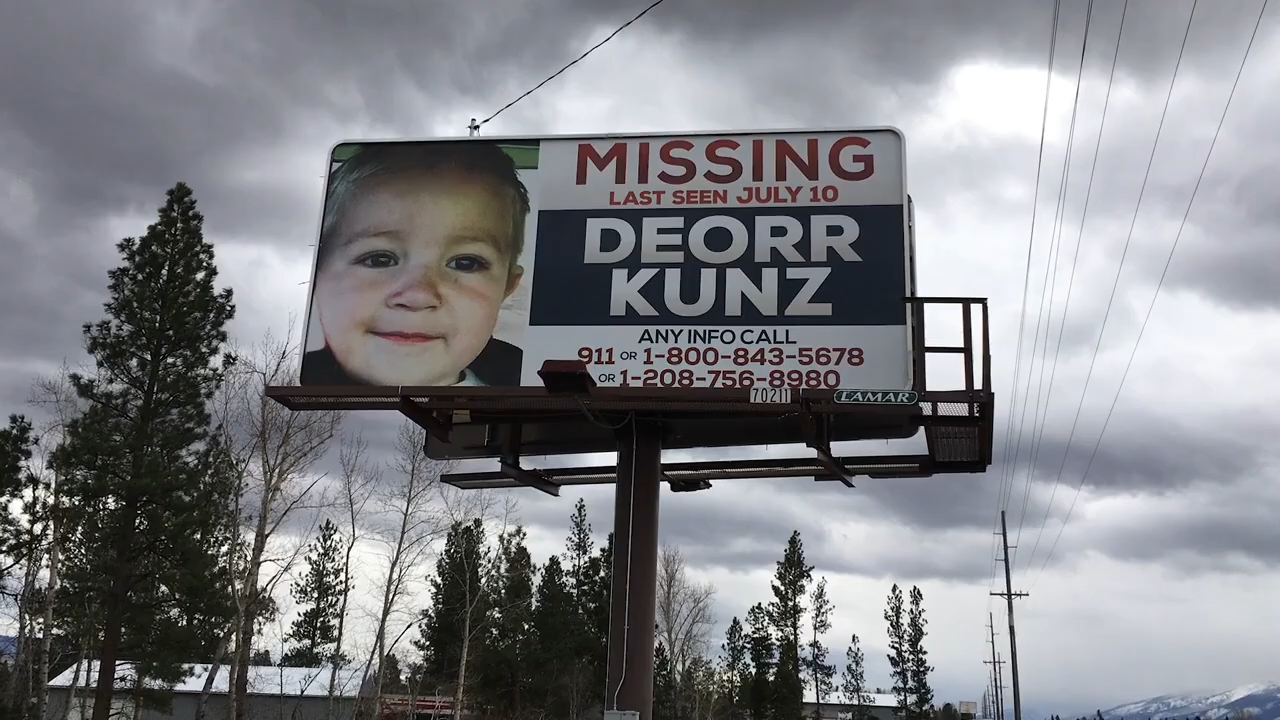 MISSING
LAST SEEN JULY 10
DEORR
KUNZ
ANY INFO CALL
911 OR 1-800-843-5678
OR 1-208-756-8980
70211
LAMAR